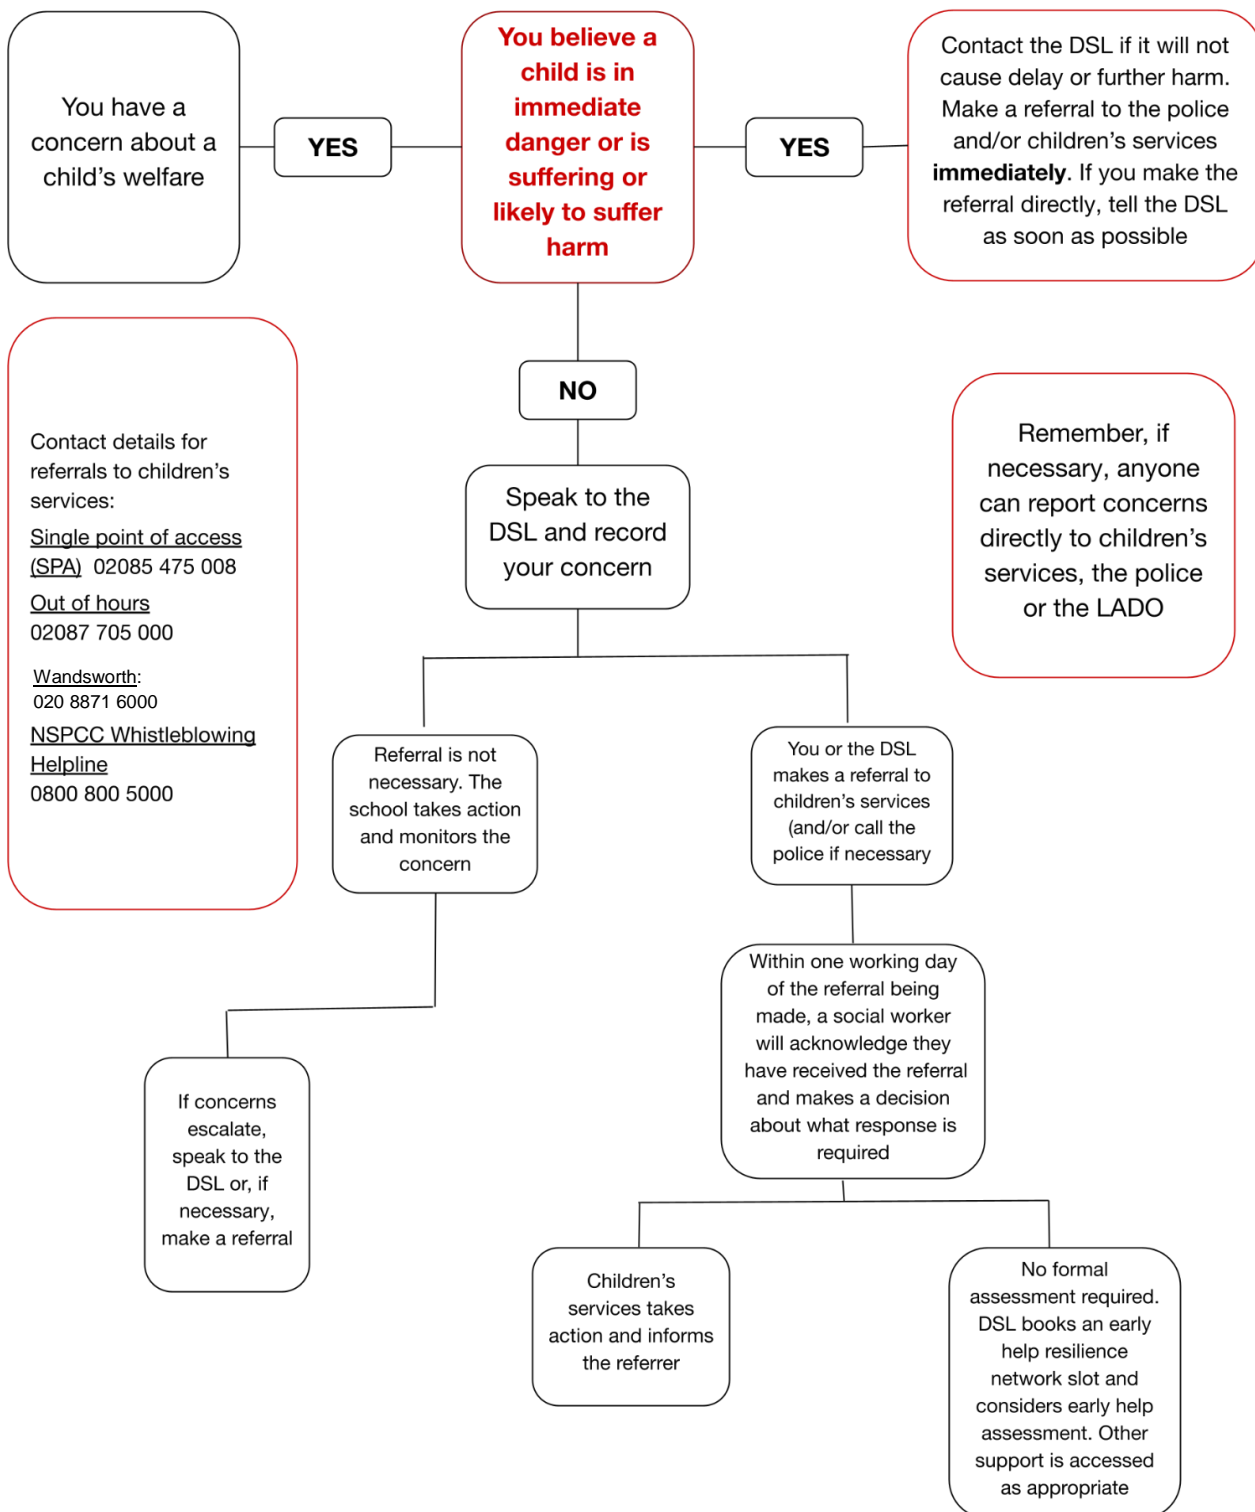 You have a
concern about a
child's welfare
YES
You believe a
child is in
immediate
danger or is
suffering or
likely to suffer
harm
YES
Contact the DSL if it will not
cause delay or further harm.
Make a referral to the police
and/or children's services
immediately. If you make the
referral directly, tell the DSL
as soon as possible
NO
Contact details for
referrals to children's
services:
Single point of access
(SPA) 02085 475 008
Out of hours
02087 705 000
Wandsworth:
020 8871 6000
NSPCC Whistleblowing
Helpline
0800 800 5000
Speak to the
DSL and record
your concern
Remember, if
necessary, anyone
can report concerns
directly to children's
services, the police
or the LADO
Referral is not
necessary. The
school takes action
and monitors the
concern
You or the DSL
makes a referral to
children's services
(and/or call the
police if necessary
Within one working day
of the referral being
made, a social worker
will acknowledge they
have received the referral
and makes a decision
about what response is
required
If concerns
escalate,
speak to the
DSL or, if
necessary,
make a referral
Children's
services takes
action and informs
the referrer
No formal
assessment required.
DSL books an early
help resilience
network slot and
considers early help
assessment. Other
support is accessed
as appropriate